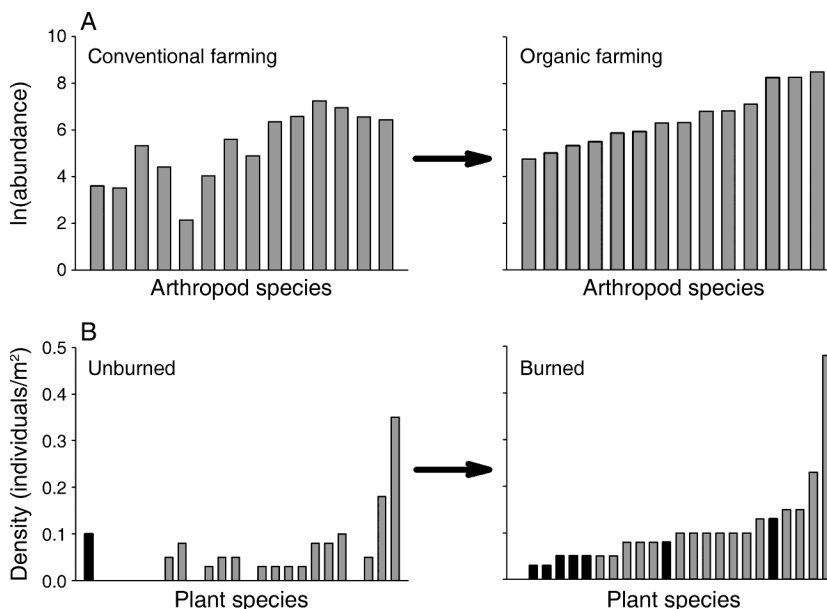 A
Conventional farming
Organic farming
10
8
6
4
2
0
ln(abundance)
Arthropod species
Arthropod species
B
Unburned
Burned
0.5
0.4
0.3
0.2
0.1
0.0
Density (individuals/m²)
Plant species
Plant species